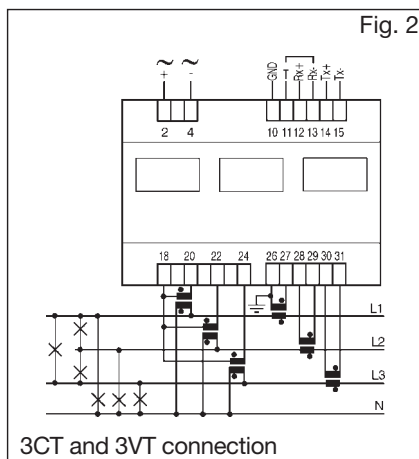 Fig. 2
~ ~
+ -
GND T Rx+ Rx- Tx+ Tx-
2 4 10 11 12 13 14 15
18 20 22 24 26 27 28 29 30 31
L1
L2
L3
N
3CT and 3VT connection